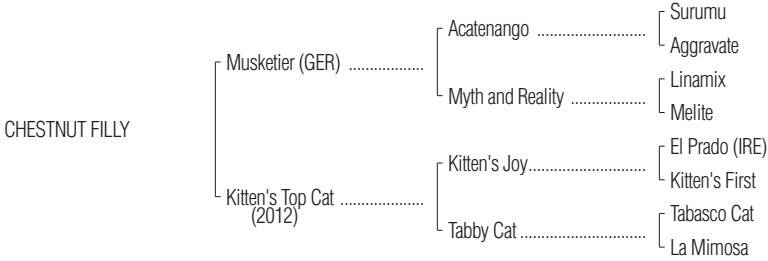 Surumu
Acatenango ..........................
Aggravate
Musketier (GER) ..................
Linamix
Myth and Reality ..................
Melite
CHESTNUT FILLY
El Prado (IRE)
Kitten's Joy............................
Kitten's First
Kitten's Top Cat ....................
(2012)
Tabasco Cat
Tabby Cat ..............................
La Mimosa